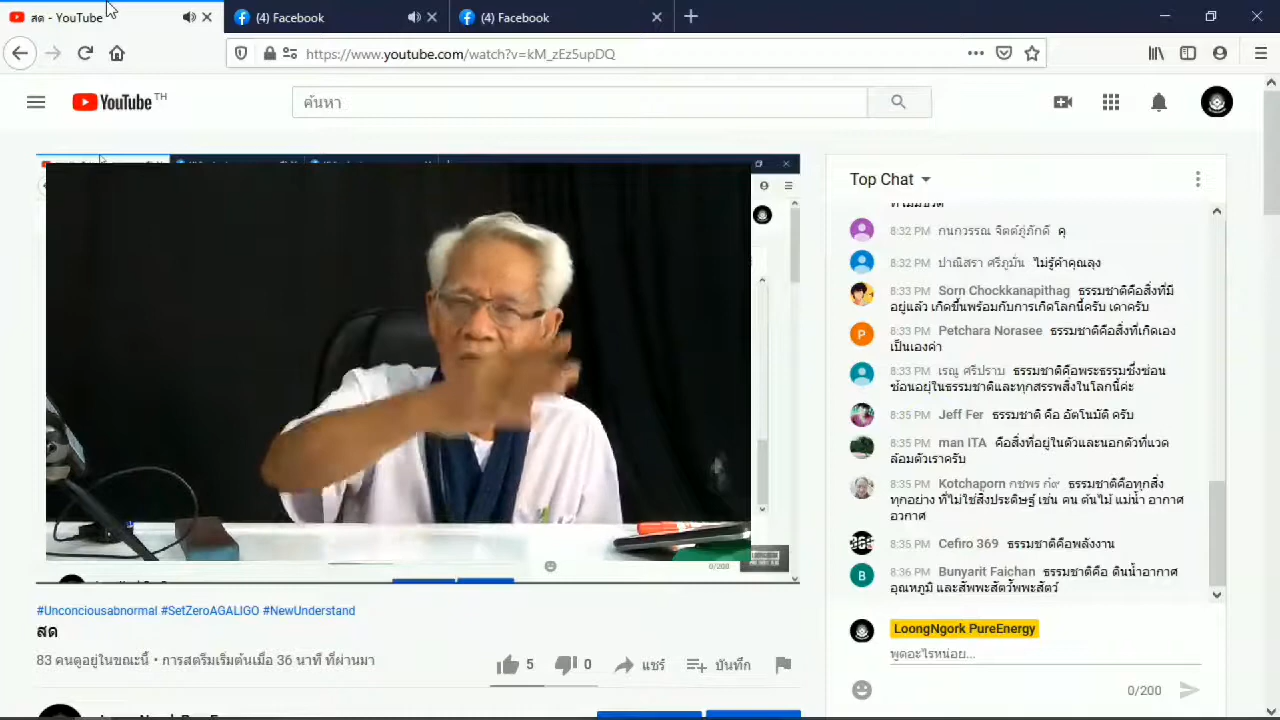 สด - YouTube
(4) Facebook
(4) Facebook
https://www.youtube.com/watch?v=kM_zEz5upDQ
YouTube TH
ค้นหา
Top Chat
8:32 PM กนกวรรณ จิตต์ภู่ภักดี คุ
8:32 PM ปาณิสรา ศรีภูมั่น ไม่รู้ค่ำคุณลุง
8:33 PM Sorn Chockkanapithag ธรรมชาติคือสิ่งที่มี
อยู่แล้ว เกิดขึ้นพร้อมกับการเกิดโลกนี้ครับ เดาครับ
P
8:33 PM Petchara Norasee ธรรมชาติคือสิ่งที่เกิดเอง
เป็นเองค่า
8:33 PM เรณู ศรีปราบ ธรรมชาติคือพระธรรมซึ่งซ่อน
ซ้อนอยู่ในธรรมชาติและทุกสรรพสิ่งในโลกนี้ค่ะ
8:35 PM Jeff Fer ธรรมชาติ คือ อัตโนมัติ ครับ
8:35 PM man ITA คือสิ่งที่อยู่ในตัวและนอกตัวที่แวด
ล้อมตัวเราครับ
8:35 PM Kotchaporn กชพร ธรรมชาติคือทุกสิ่ง
ทุกอย่าง ที่ไม่ใช่สิ่งประดิษฐ์ เช่น คน ต้นไม้ แม่น้ำ อากาศ
อวกาศ
8:35 PM Cefiro 369 ธรรมชาติคือพลังงาน
B
8:36 PM Bunyarit Faichan ธรรมชาติคือ ดินน้ำอากาศ
อุณหภูมิ และสัพพะสัตว์พพะสัตว์
LoongNgork PureEnergy
พูดอะไรหน่อย...
0/200
0/200
#Unconciousabnormal #SetZeroAGALIGO #NewUnderstand
สด
83 คนดูอยู่ในขณะนี้ • การสตรีมเริ่มต้นเมื่อ 36 นาที ที่ผ่านมา
5
0
แชร์
บันทึก